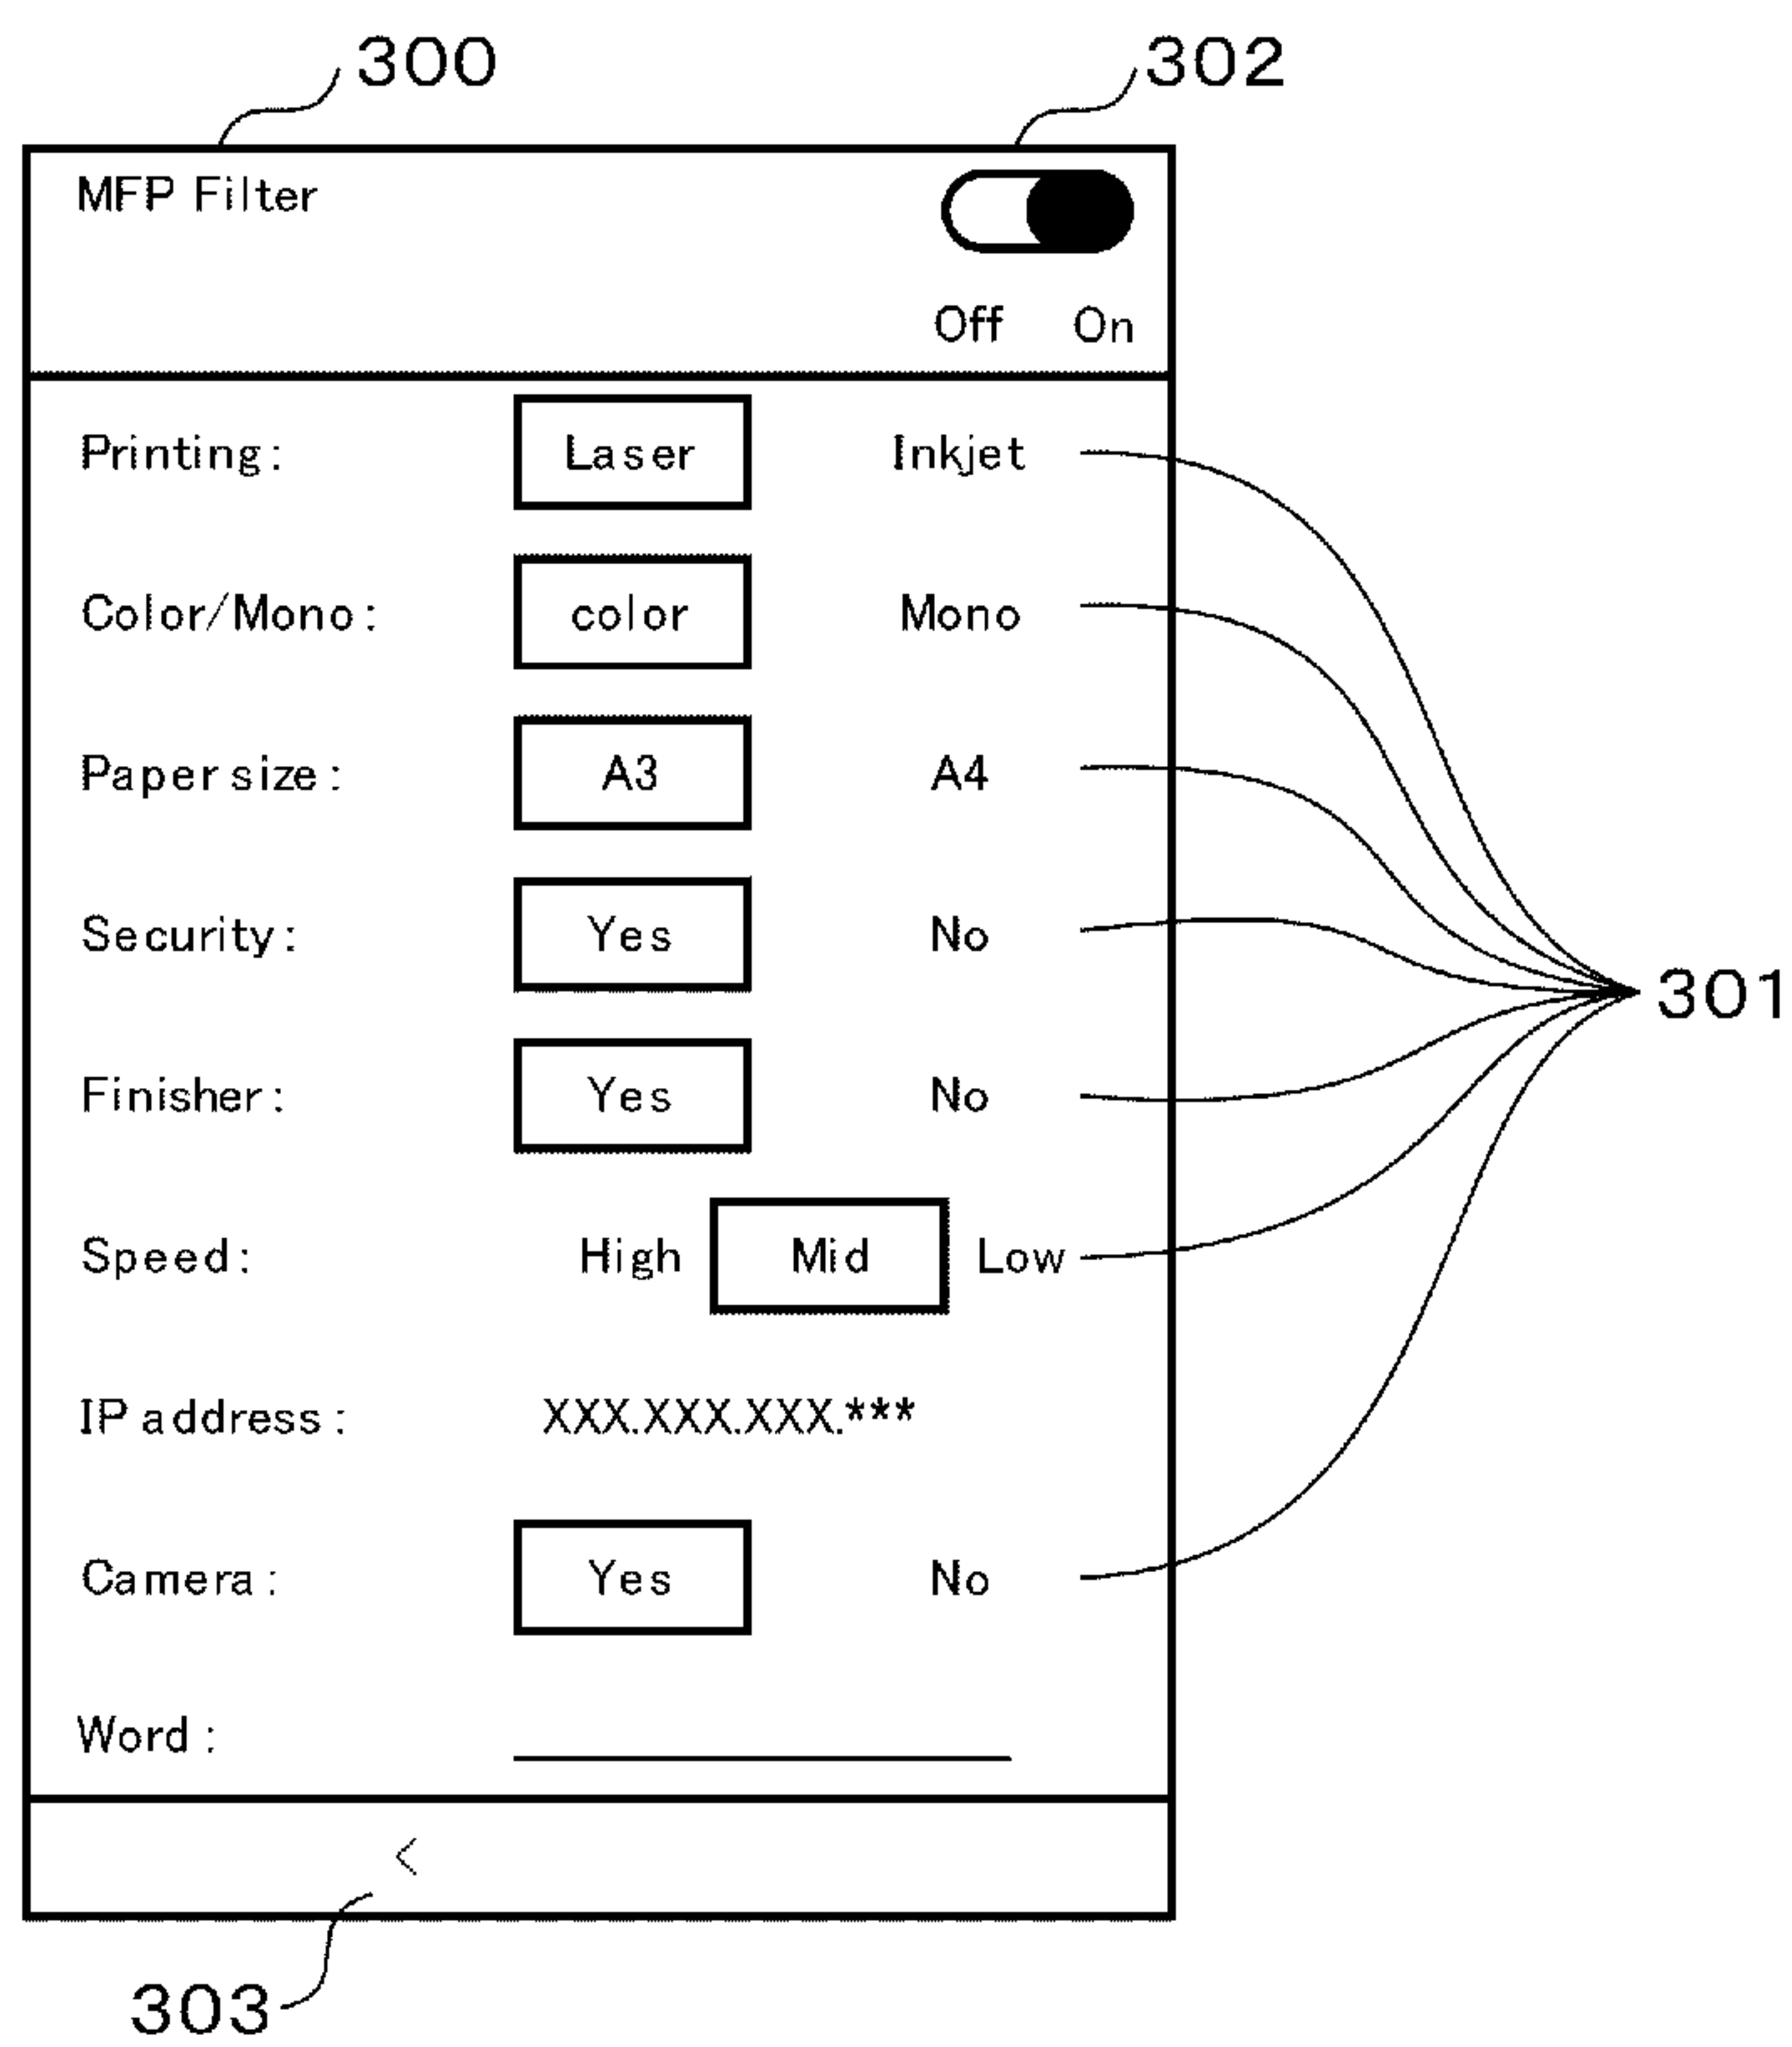 300 302
MFP Filter
Off On
Printing: Laser Inkjet
Color/Mono: color Mono
Paper size: A3 A4
Security: Yes No
301
Finisher: Yes No
Speed: High Mid Low
IP address: XXX.XXX.XXX.***
Camera: Yes No
Word:
<
303